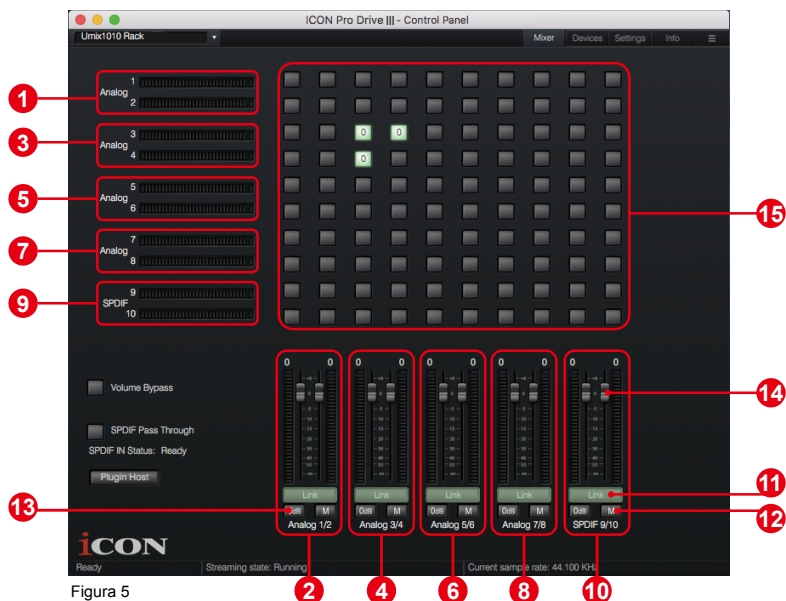 ICON Pro Drive III - Control Panel
Umix1010 Rack
Mixer Devices Settings Info
1
Analog
2
1
3
Analog
4
3
0 0
0
5
Analog
6
5
15
7
Analog
8
7
9
SPDIF
10
9
0 0 0 0 0 0 0 0 0 0
Volume Bypass
14
SPDIF Pass Through
SPDIF IN Status: Ready
Plugin Host
Link Link Link Link Link
11
13
0dB M 0dB M 0dB M 0dB M 0dB M
12
Analog 1/2 Analog 3/4 Analog 5/6 Analog 7/8 SPDIF 9/10
iCON
Ready Streaming state: Running Current sample rate: 44.100 KHz
Figura 5
2 4 6 8 10